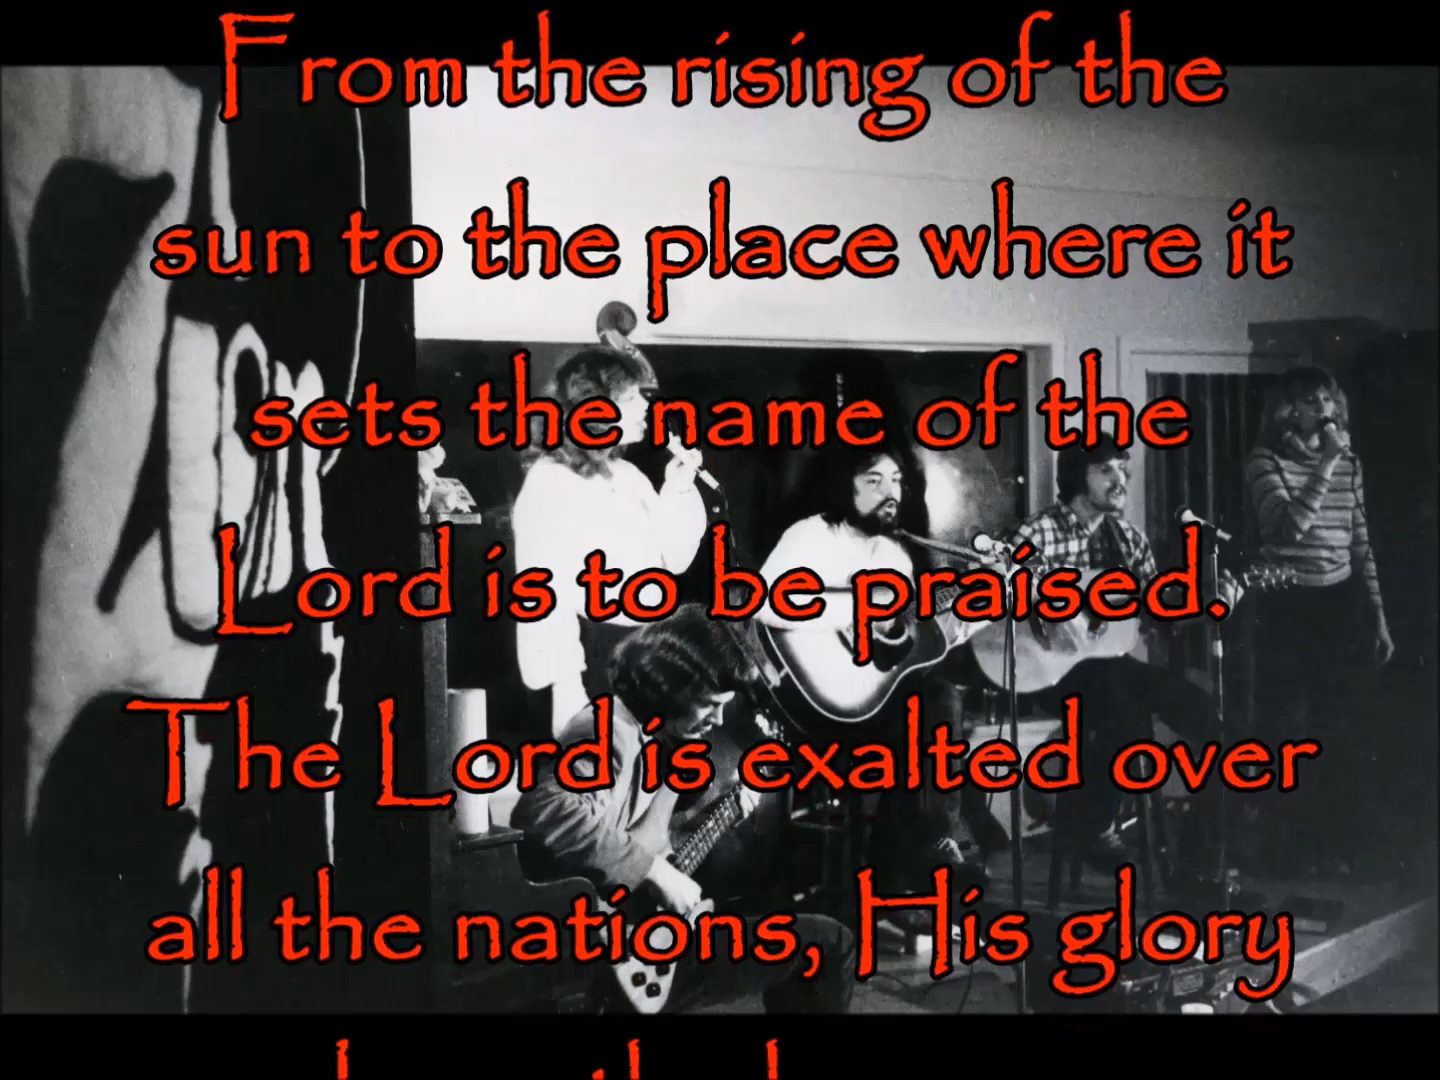 From the rising of the
sun to the place where it
sets the name of the
Lord is to be praised.
The Lord is exalted over
all the nations, His glory